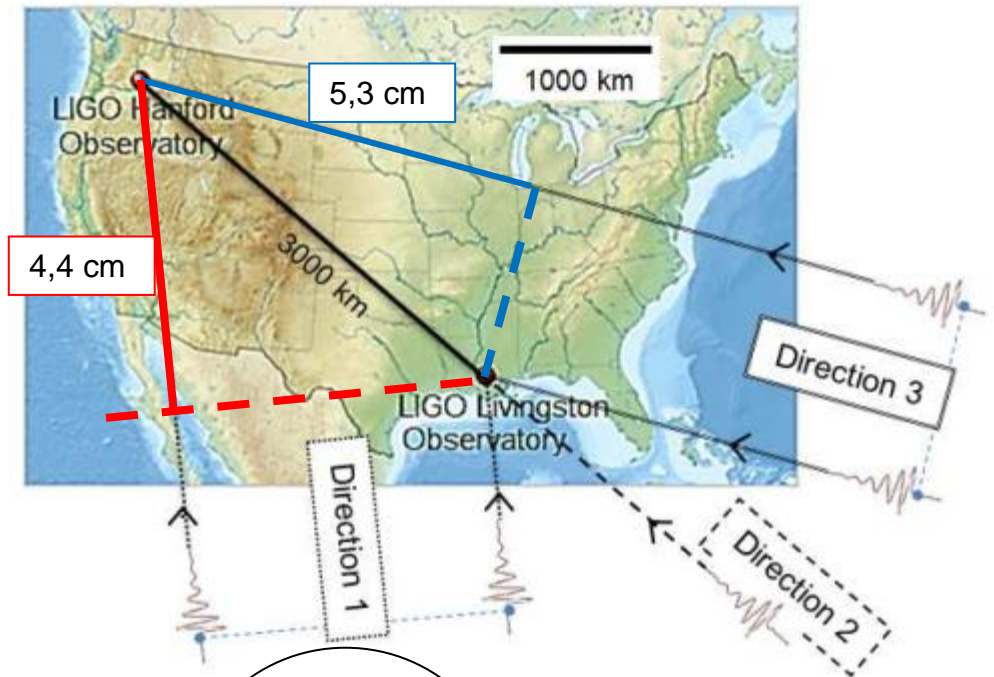 1000 km
5,3 cm
LIGO Hanford
Observatory
4,4 cm
3000 km
Direction 3
LIGO Livingston
Observatory
Direction 1
Direction 2